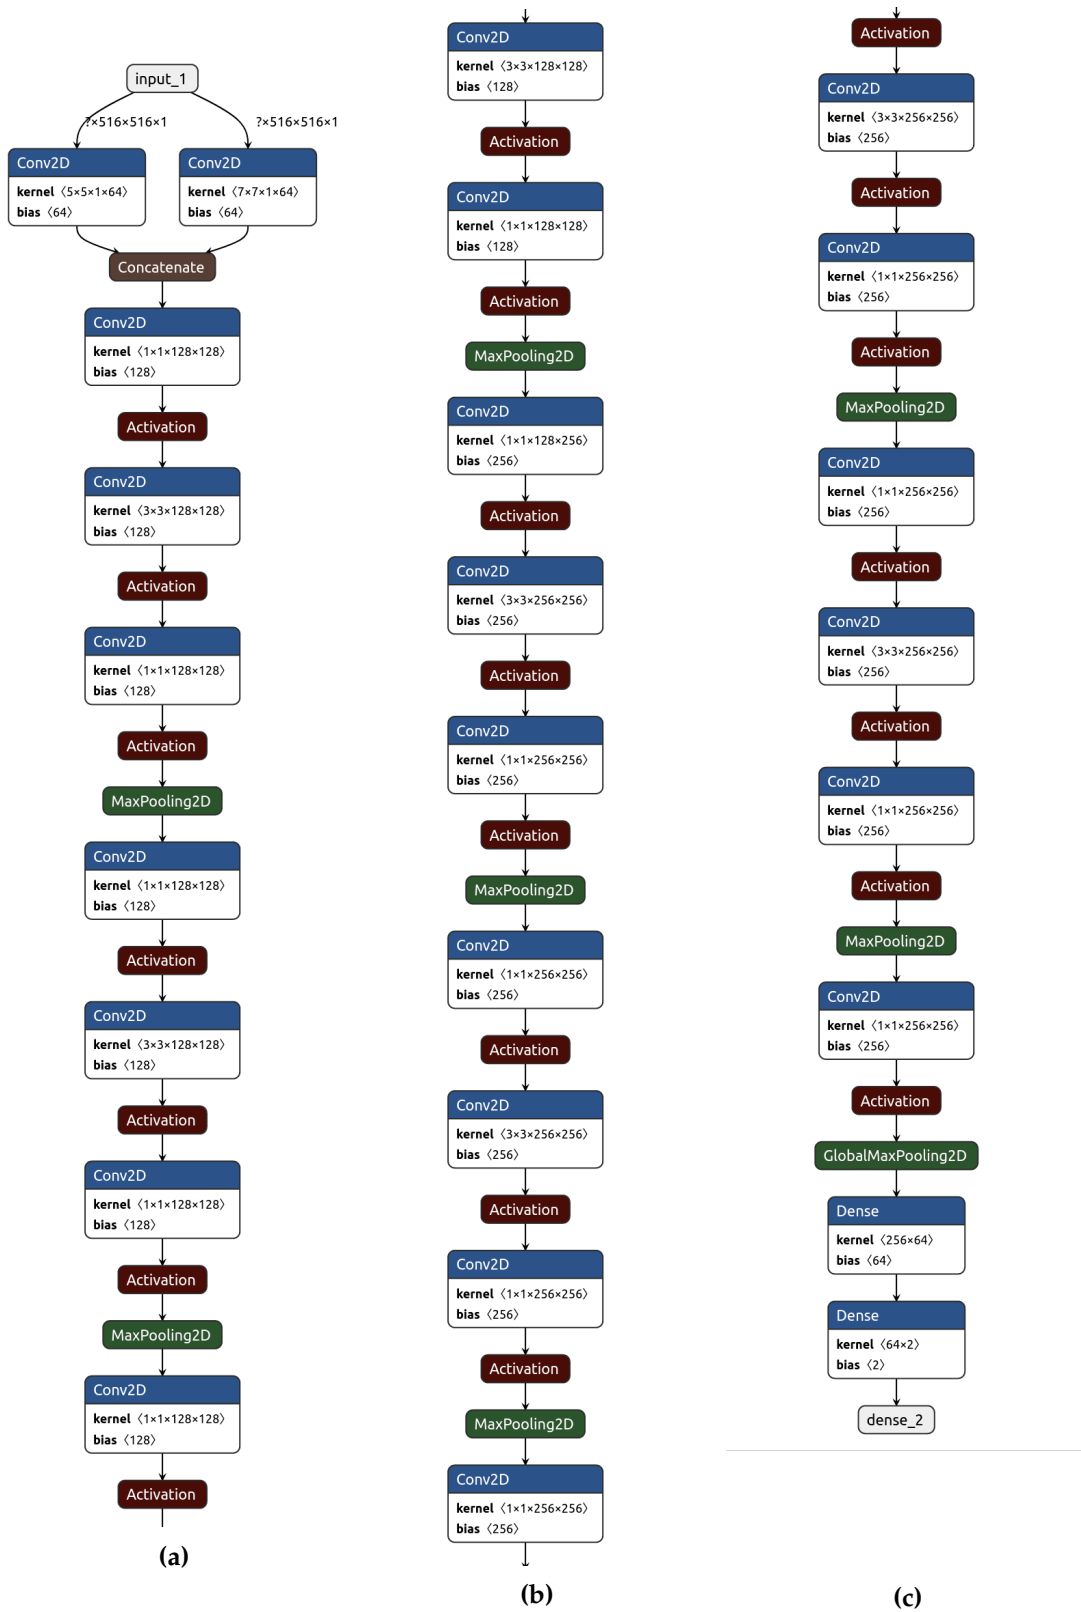 input_1
?×516×516×1
?×516×516×1
Conv2D
kernel 〈5×5×1×64〉
bias 〈64〉
Conv2D
kernel 〈7×7×1×64〉
bias 〈64〉
Concatenate
Conv2D
kernel 〈1×1×128×128〉
bias 〈128〉
Activation
Conv2D
kernel 〈3×3×128×128〉
bias 〈128〉
Activation
Conv2D
kernel 〈1×1×128×128〉
bias 〈128〉
Activation
MaxPooling2D
Conv2D
kernel 〈1×1×128×128〉
bias 〈128〉
Activation
Conv2D
kernel 〈3×3×128×128〉
bias 〈128〉
Activation
Conv2D
kernel 〈1×1×128×128〉
bias 〈128〉
Activation
MaxPooling2D
Conv2D
kernel 〈1×1×128×128〉
bias 〈128〉
Activation
(a)
Conv2D
kernel 〈3×3×128×128〉
bias 〈128〉
Activation
Conv2D
kernel 〈1×1×128×128〉
bias 〈128〉
Activation
MaxPooling2D
Conv2D
kernel 〈1×1×128×256〉
bias 〈256〉
Activation
Conv2D
kernel 〈3×3×256×256〉
bias 〈256〉
Activation
Conv2D
kernel 〈1×1×256×256〉
bias 〈256〉
Activation
MaxPooling2D
Conv2D
kernel 〈1×1×256×256〉
bias 〈256〉
Activation
Conv2D
kernel 〈3×3×256×256〉
bias 〈256〉
Activation
Conv2D
kernel 〈1×1×256×256〉
bias 〈256〉
Activation
MaxPooling2D
Conv2D
kernel 〈1×1×256×256〉
bias 〈256〉
(b)
Activation
Conv2D
kernel 〈3×3×256×256〉
bias 〈256〉
Activation
Conv2D
kernel 〈1×1×256×256〉
bias 〈256〉
Activation
MaxPooling2D
Conv2D
kernel 〈1×1×256×256〉
bias 〈256〉
Activation
Conv2D
kernel 〈3×3×256×256〉
bias 〈256〉
Activation
Conv2D
kernel 〈1×1×256×256〉
bias 〈256〉
Activation
MaxPooling2D
Conv2D
kernel 〈1×1×256×256〉
bias 〈256〉
Activation
GlobalMaxPooling2D
Dense
kernel 〈256×64〉
bias 〈64〉
Dense
kernel 〈64×2〉
bias 〈2〉
dense_2
(c)